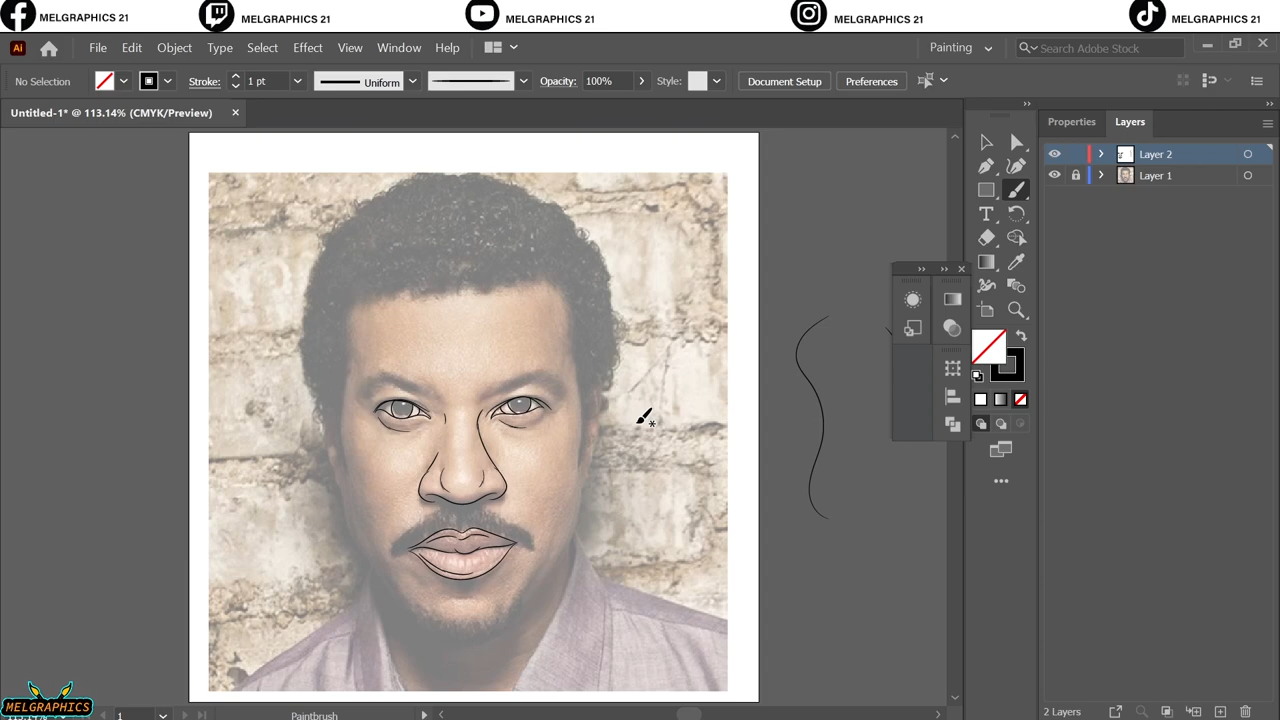 MELGRAPHICS 21 MELGRAPHICS 21 MELGRAPHICS 21 MELGRAPHICS 21 MELGRAPHICS 21
Ai File Edit Object Type Select Effect View Window Help Painting Search Adobe Stock
No Selection Stroke: 1 pt Uniform Opacity: 100% Style: Document Setup Preferences
Untitled-1* @ 113.14% (CMYK/Preview)
Properties Layers
Layer 2
Layer 1
MELGRAPHICS
1 Paintbrush 2 Layers